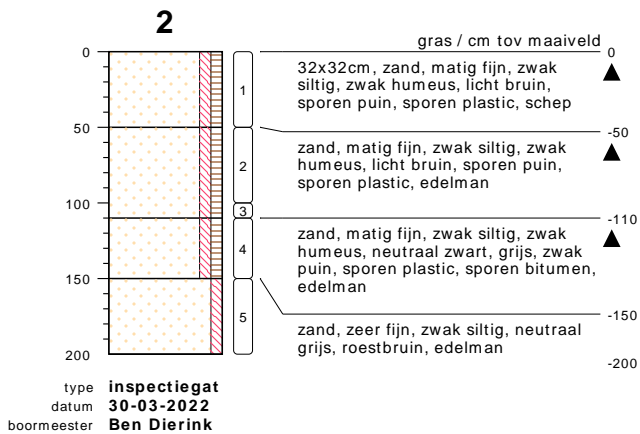 2
gras / cm tov maaiveld
0
0
32x32cm, zand, matig fijn, zwak
siltig, zwak humeus, licht bruin,
sporen puin, sporen plastic, schep
1
50
-50
zand, matig fijn, zwak siltig, zwak
humeus, licht bruin, sporen puin,
sporen plastic, edelman
2
100
3
-110
zand, matig fijn, zwak siltig, zwak
humeus, neutraal zwart, grijs, zwak
puin, sporen plastic, sporen bitumen,
edelman
4
150
-150
zand, zeer fijn, zwak siltig, neutraal
grijs, roestbruin, edelman
5
200
-200
type inspectiegat
datum 30-03-2022
boormeester Ben Dierink